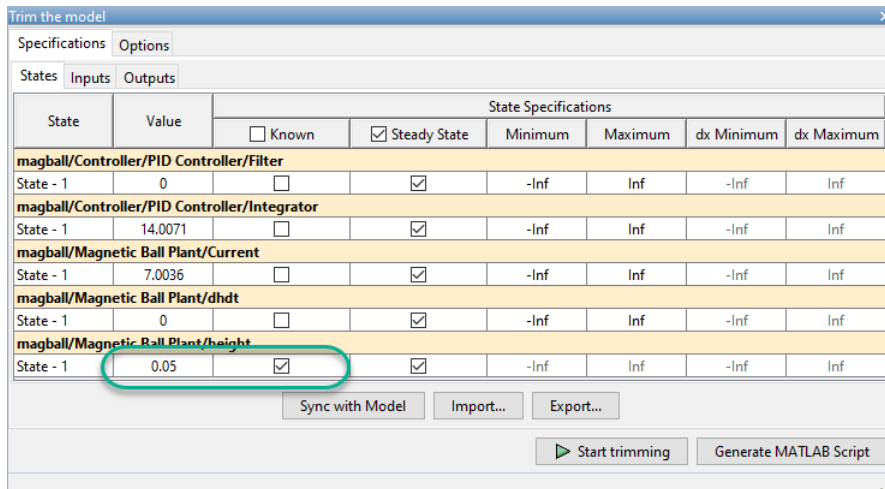 Trim the model
Specifications Options
States Inputs Outputs
State Value State Specifications
Known Steady State Minimum Maximum dx Minimum dx Maximum
magball/Controller/PID Controller/Filter
State - 1 0 -Inf Inf -Inf Inf
magball/Controller/PID Controller/Integrator
State - 1 14.0071 -Inf Inf -Inf Inf
magball/Magnetic Ball Plant/Current
State - 1 7.0036 -Inf Inf -Inf Inf
magball/Magnetic Ball Plant/dhdt
State - 1 0 -Inf Inf -Inf Inf
magball/Magnetic Ball Plant/height
State - 1 0.05 -Inf Inf -Inf Inf
Sync with Model Import... Export...
Start trimming Generate MATLAB Script